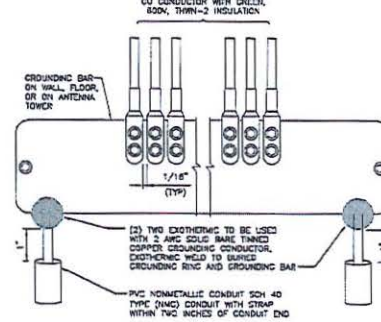 CU CONDUCTOR WITH GREEN,
600V, THWN-2 INSULATION
GROUNDING BAR
ON WALL, FLOOR,
OR ON ANTENNA
TOWER
1/16"
(TYP)
1"
(2) TWO EXOTHERMIC TO BE USED
WITH 2 AWG SOLID BARE TINNED
COPPER GROUNDING CONDUCTOR.
EXOTHERMIC WELD TO BURIED
GROUNDING RING AND GROUNDING BAR
PVC NONMETALLIC CONDUIT SCH 40
TYPE (NMC) CONDUIT WITH STRAP
WITHIN TWO INCHES OF CONDUIT END